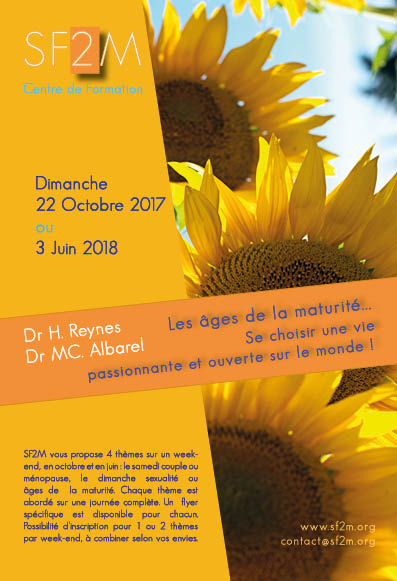 SF2M
Centre de Formation
Dimanche
22 Octobre 2017
ou
3 Juin 2018
Dr H. Reynes
Dr MC. Albarel
Les âges de la maturité...
Se choisir une vie
passionnante et ouverte sur le monde !
SF2M vous propose 4 thèmes sur un week-
end, en octobre et en juin : le samedi couple ou
ménopause, le dimanche sexualité ou
âges de la maturité. Chaque thème est
abordé sur une journée complète. Un flyer
spécifique est disponible pour chacun.
Possibilité d'inscription pour 1 ou 2 thèmes
par week-end, à combiner selon vos envies.
www.sf2m.org
contact@sf2m.org